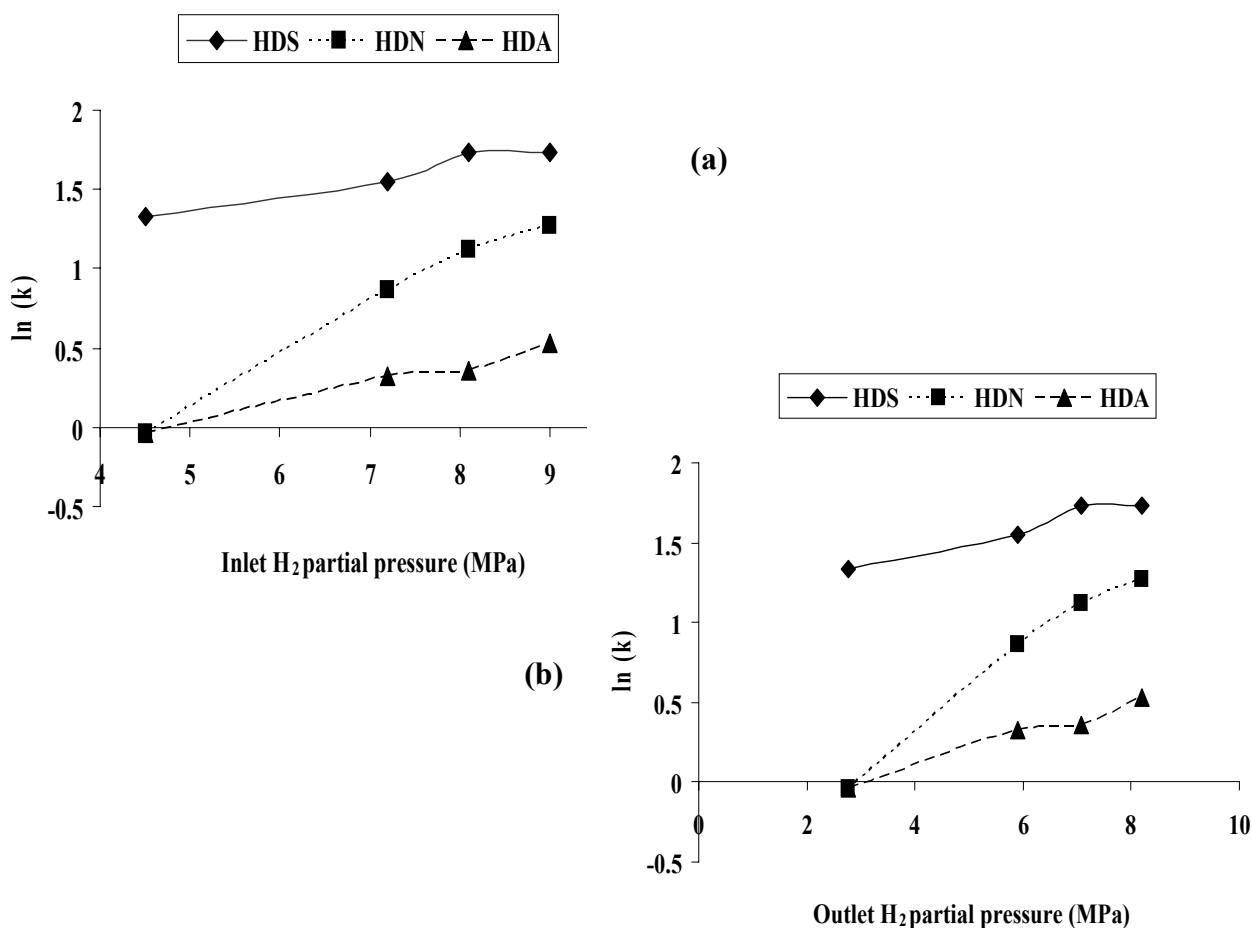 HDS HDN HDA
2
1.5
1
0.5
0
-0.5
4 5 6 7 8 9
ln (k)
Inlet H2 partial pressure (MPa)
(a)
HDS HDN HDA
2
1.5
1
0.5
0
-0.5
0 2 4 6 8 10
ln (k)
Outlet H2 partial pressure (MPa)
(b)